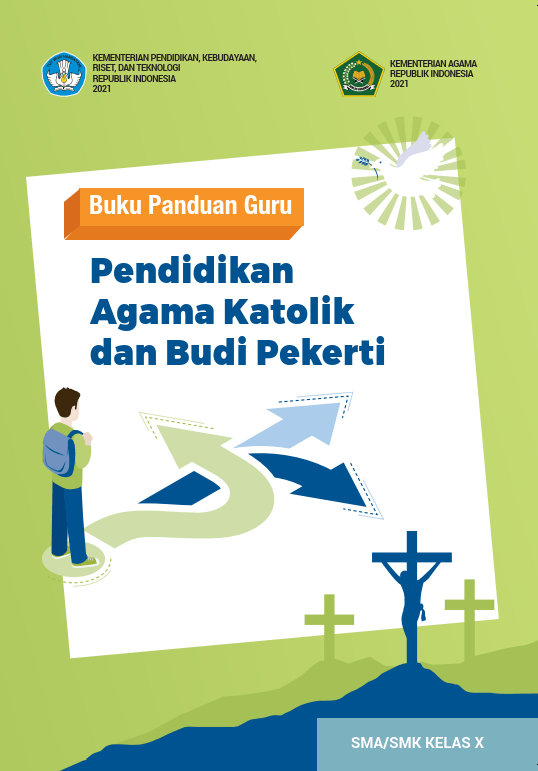 KEMENTERIAN PENDIDIKAN, KEBUDAYAAN,
RISET, DAN TEKNOLOGI
REPUBLIK INDONESIA
2021
KEMENTERIAN AGAMA
REPUBLIK INDONESIA
2021
Buku Panduan Guru
Pendidikan
Agama Katolik
dan Budi Pekerti
SMA/SMK KELAS X